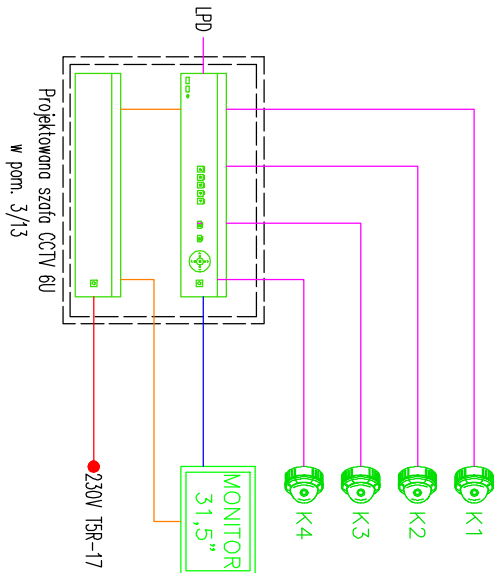 K1
K2
K3
K4
MONITOR
31,5"
LPD
230V TSR-17
Projektowana szafa CCTV 6U
w pom. 3/13